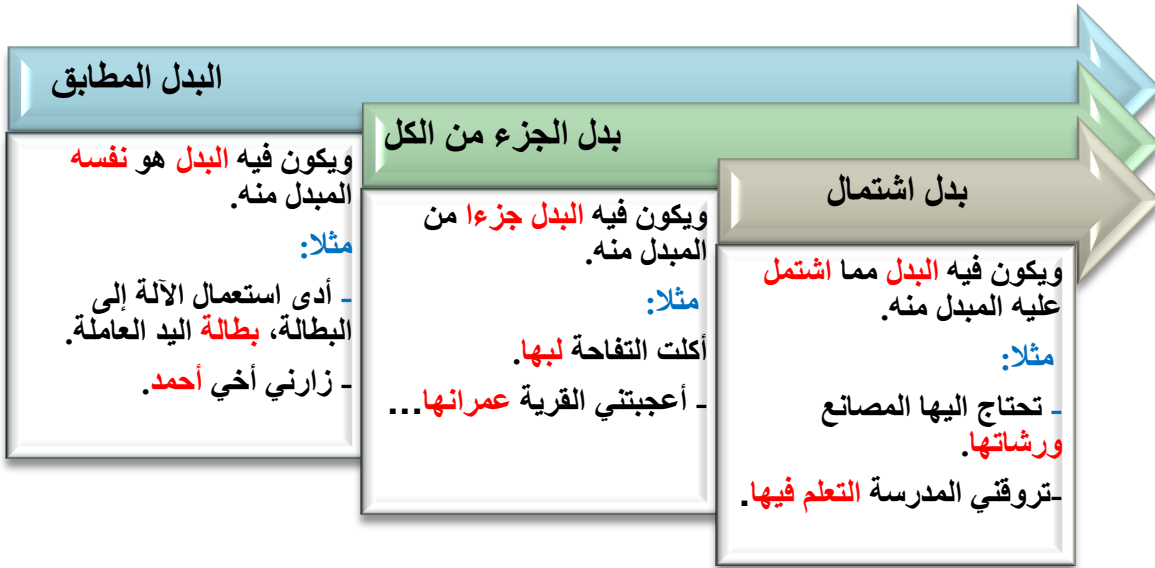 البدل المطابق
ويكون فيه البدل هو نفسه
المبدل منه.
مثلا:
- أدى استعمال الآلة إلى
البطالة، بطالة اليد العاملة.
- زارني أخي أحمد.
بدل الجزء من الكل
ويكون فيه البدل جزءا من
المبدل منه.
مثلا:
أكلت التفاحة لبها.
- أعجبتني القرية عمرانها...
بدل اشتمال
ويكون فيه البدل مما اشتمل
عليه المبدل منه.
مثلا:
- تحتاج اليها المصانع
ورشاتها.
-تروقني المدرسة التعلم فيها.